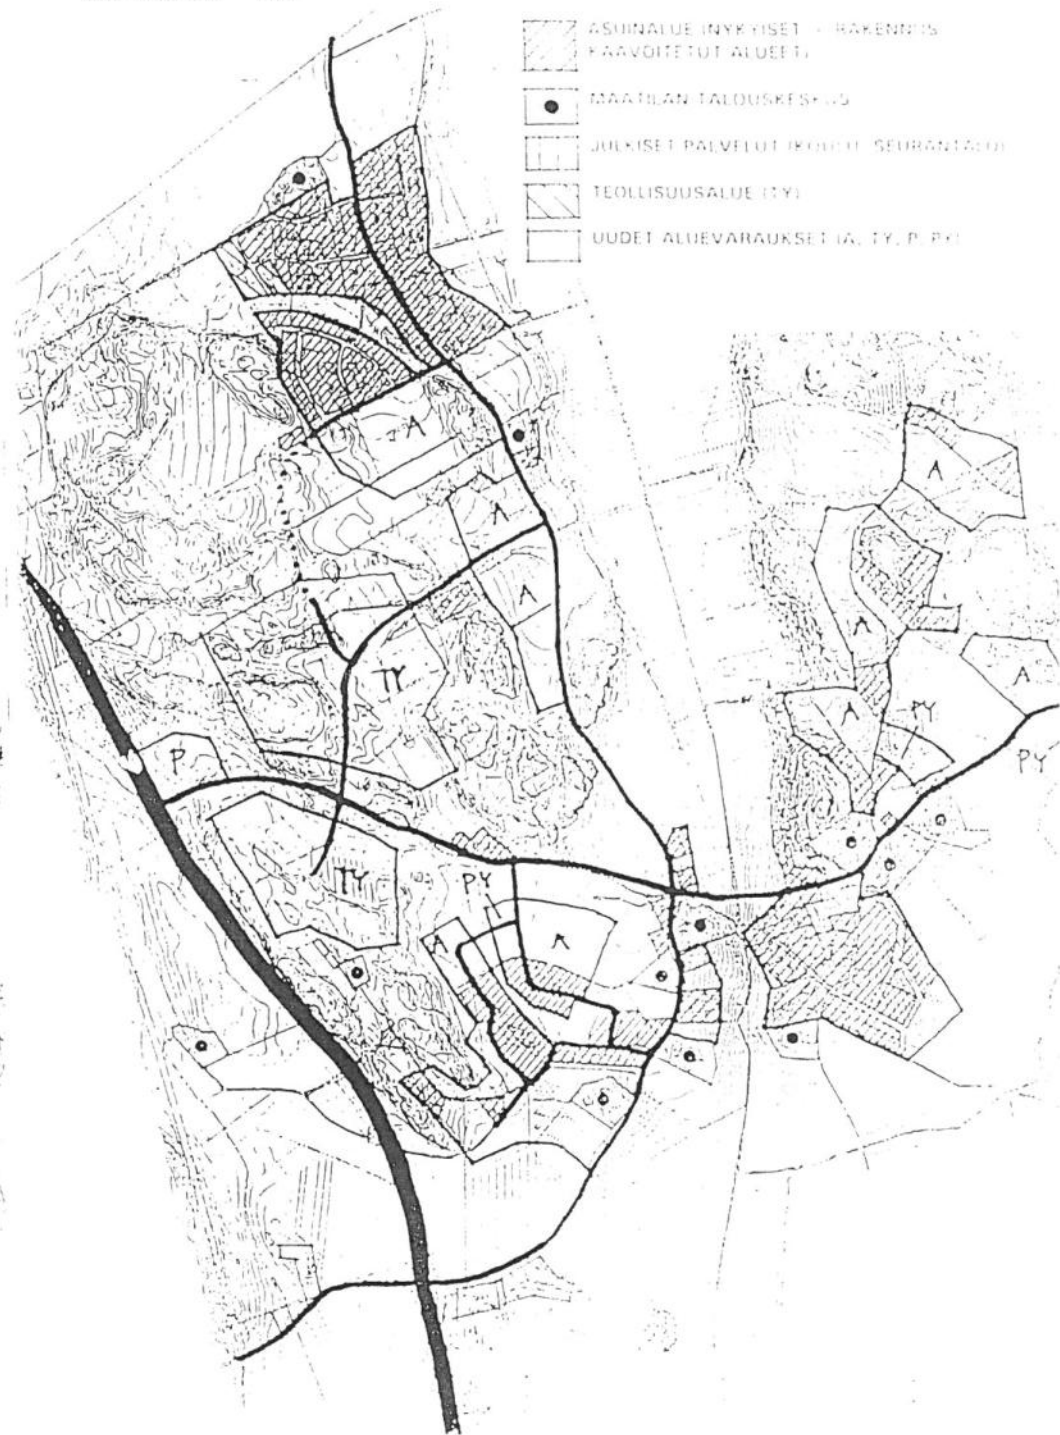 ASUINALUE (NYKYISET RAKENNUS
KAAVOITETUT ALUEET)
MAATILAN TALOUSKESKUS
JULKISET PALVELUT (KOULU, SEURANTALO)
TEOLLISUUSALUE (TY)
UUDET ALUEVARAUKSET (A, TY, P, PY)
A
A
A
A
A
A
A
TY
PY
P
PY
TY
PY
A
A